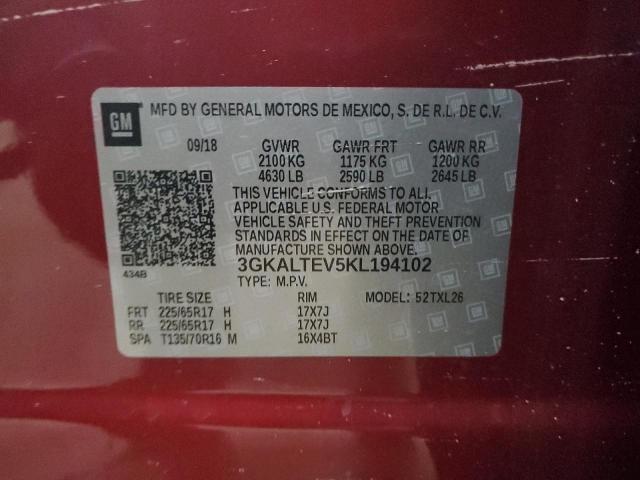 GM
MFD BY GENERAL MOTORS DE MEXICO, S. DE R.L. DE C.V.
09/18 GVWR GAWR FRT GAWR RR
2100 KG 1175 KG 1200 KG
4630 LB 2590 LB 2645 LB
THIS VEHICLE CONFORMS TO ALL
APPLICABLE U.S. FEDERAL MOTOR
VEHICLE SAFETY AND THEFT PREVENTION
STANDARDS IN EFFECT ON THE DATE OF
MANUFACTURE SHOWN ABOVE.
434B
3GKALTEV5KL194102
TYPE: M.P.V.
TIRE SIZE RIM MODEL: 52TXL26
FRT 225/65R17 H 17X7J
RR 225/65R17 H 17X7J
SPA T135/70R16 M 16X4BT